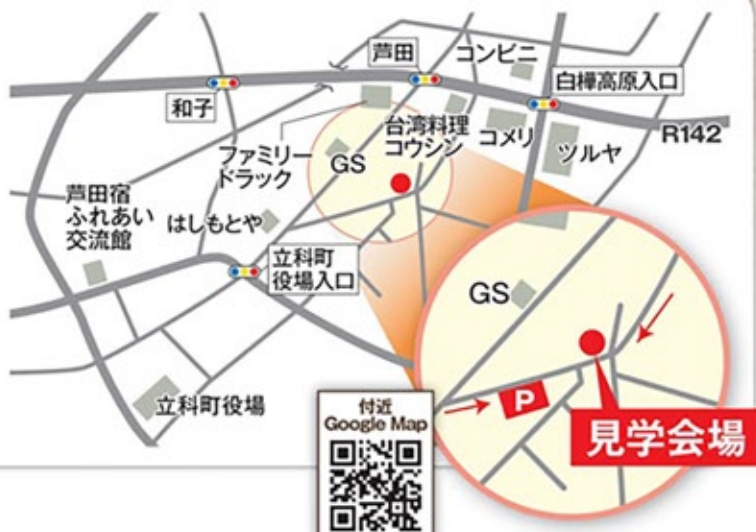 芦田
コンビニ
白樺高原入口
和子
台湾料理
コウシン
コメリ
ツルヤ
R142
ファミリー
ドラック
GS
芦田宿
ふれあい
交流館
はしもとや
立科町
役場入口
GS
立科町役場
P
見学会場
付近
Google Map